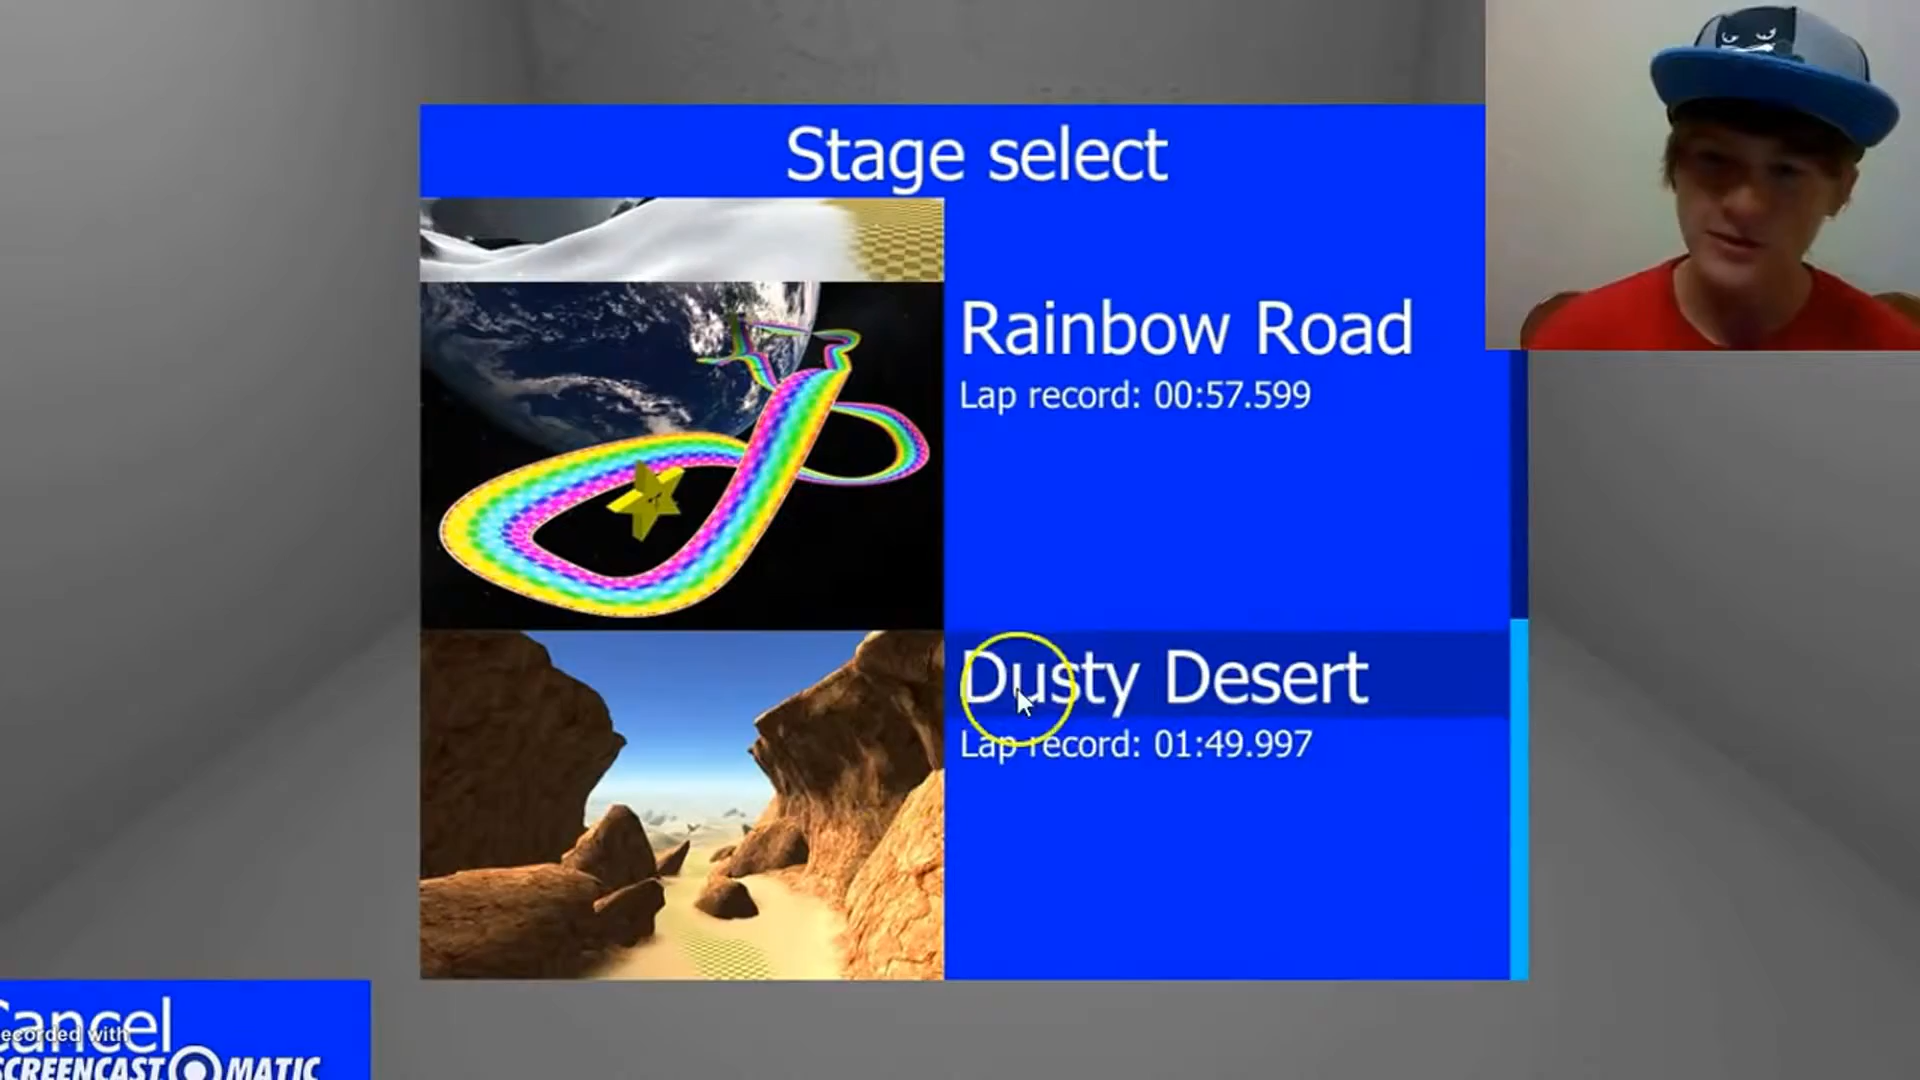 Stage select
Rainbow Road
Lap record: 00:57.599
Dusty Desert
Lap record: 01:49.997
Cancel
ecorded with
SCREENCAST MATIC